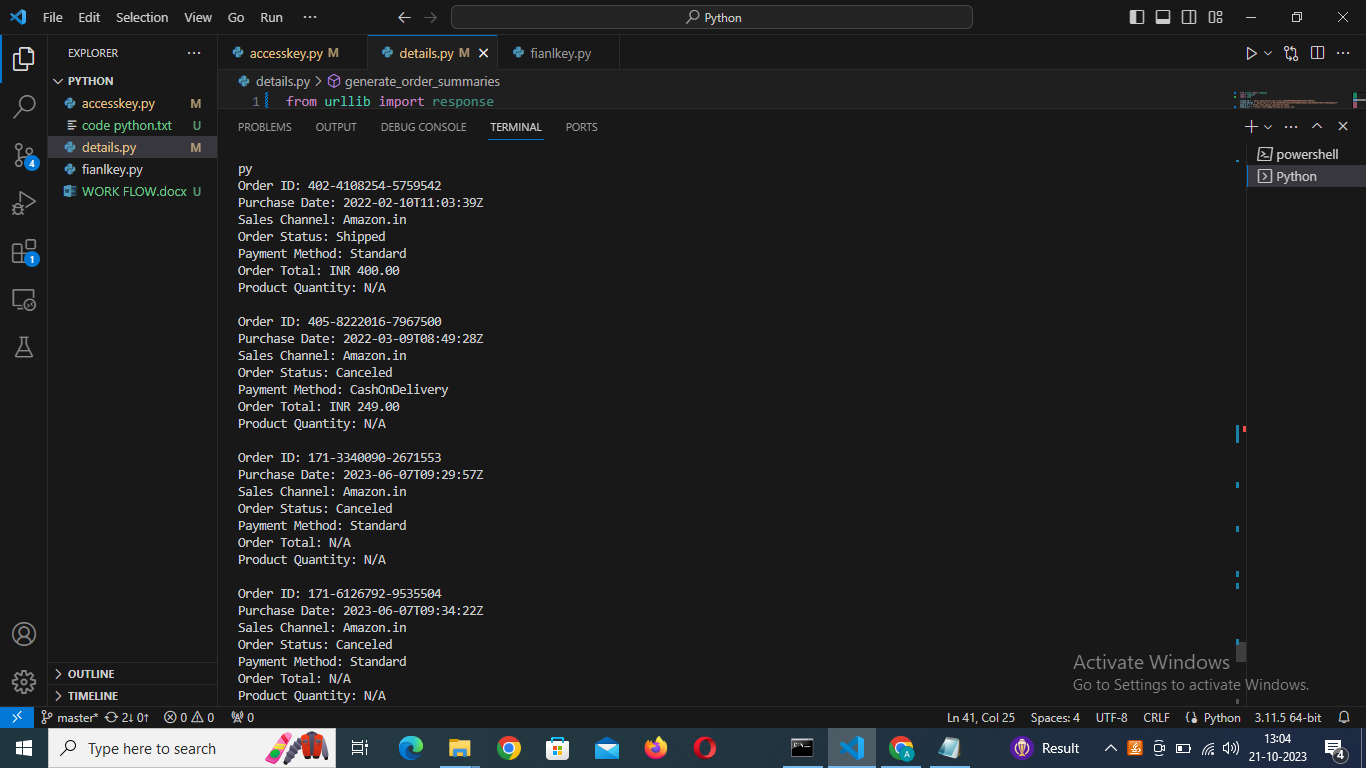 File Edit Selection View Go Run ··· Python
EXPLORER ···
PYTHON
accesskey.py M
code python.txt U
details.py M
fianlkey.py
WORK FLOW.docx U
4
1
OUTLINE
TIMELINE
accesskey.py M details.py M fianlkey.py
details.py > generate_order_summaries
1 from urllib import response
PROBLEMS OUTPUT DEBUG CONSOLE TERMINAL PORTS
powershell
Python
py
Order ID: 402-4108254-5759542
Purchase Date: 2022-02-10T11:03:39Z
Sales Channel: Amazon.in
Order Status: Shipped
Payment Method: Standard
Order Total: INR 400.00
Product Quantity: N/A
Order ID: 405-8222016-7967500
Purchase Date: 2022-03-09T08:49:28Z
Sales Channel: Amazon.in
Order Status: Canceled
Payment Method: CashOnDelivery
Order Total: INR 249.00
Product Quantity: N/A
Order ID: 171-3340090-2671553
Purchase Date: 2023-06-07T09:29:57Z
Sales Channel: Amazon.in
Order Status: Canceled
Payment Method: Standard
Order Total: N/A
Product Quantity: N/A
Order ID: 171-6126792-9535504
Purchase Date: 2023-06-07T09:34:22Z
Sales Channel: Amazon.in
Order Status: Canceled
Payment Method: Standard
Order Total: N/A
Product Quantity: N/A
Activate Windows
Go to Settings to activate Windows.
master* 2↓ 0↑ 0 0 0 Ln 41, Col 25 Spaces: 4 UTF-8 CRLF Python 3.11.5 64-bit
Type here to search
Result
13:04
21-10-2023
4